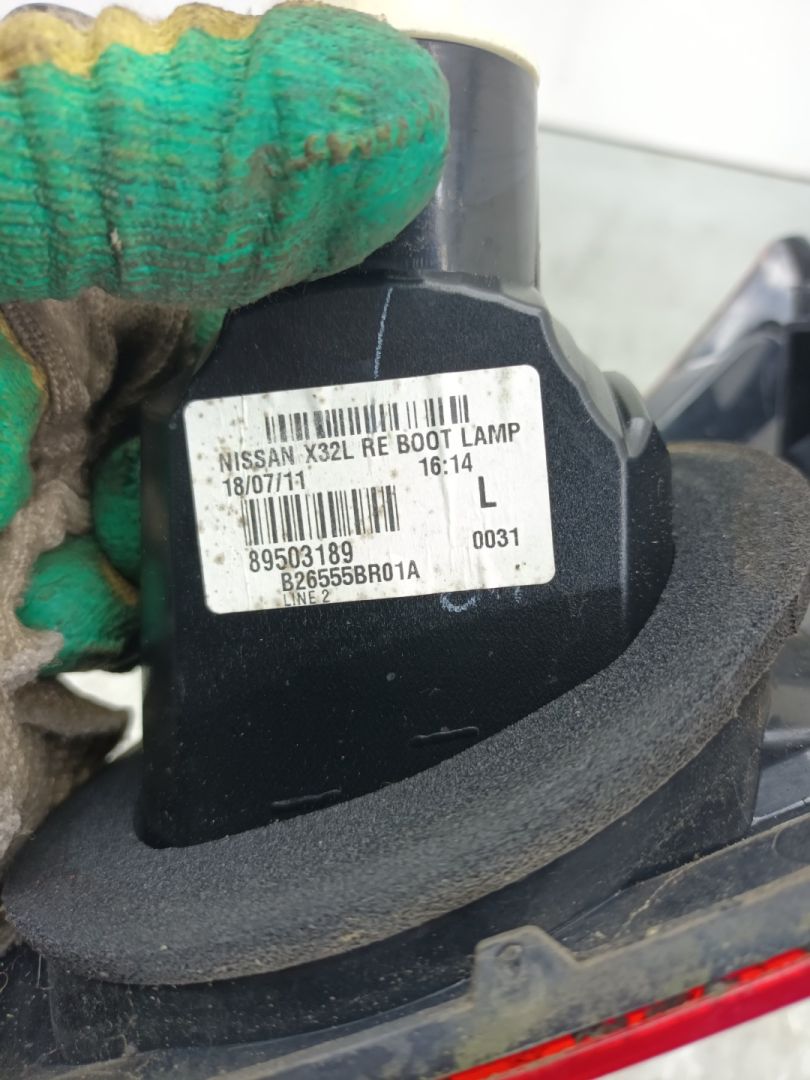 NISSAN X32L RE BOOT LAMP
18/07/11 16:14
L
89503189 0031
B26555BR01A
LINE 2